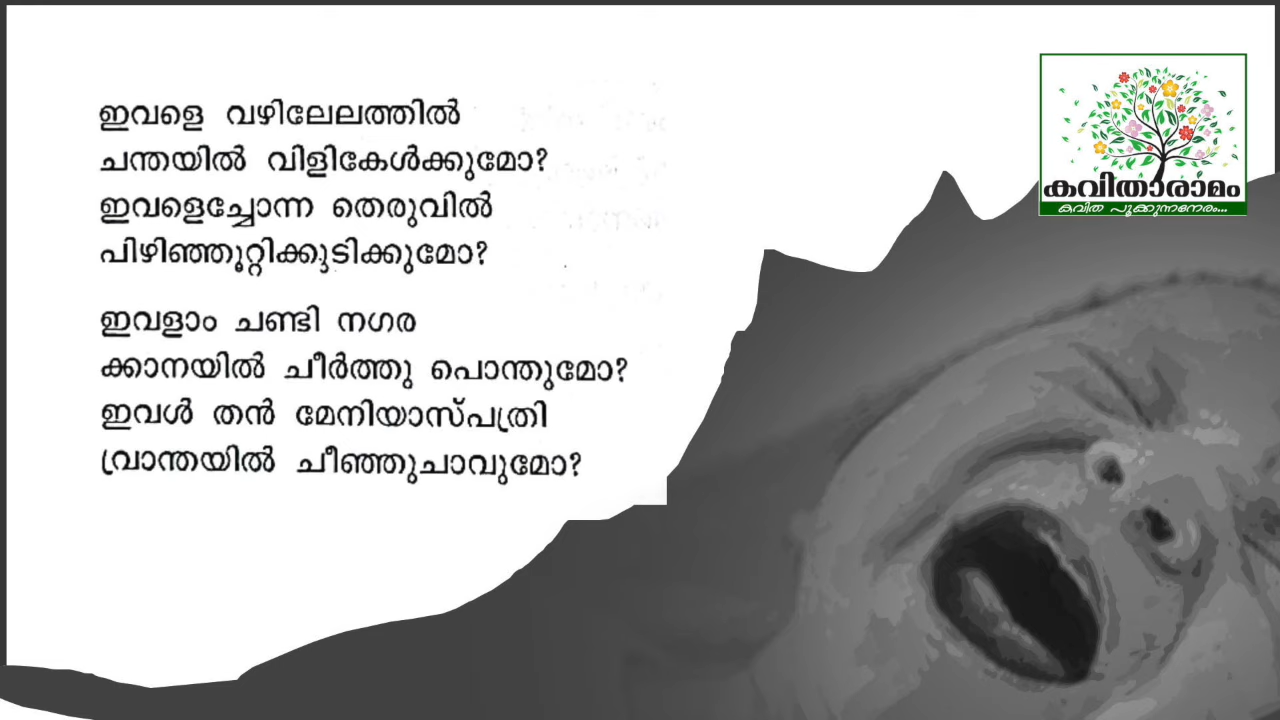 ഇവളെ വഴിലേലത്തിൽ
ചന്തയിൽ വിളികേൾക്കുമോ?
ഇവളെച്ചോന്ന തെരുവിൽ
പിഴിഞ്ഞൂറ്റിക്കുടിക്കുമോ?
ഇവളാം ചണ്ടി നഗര
ക്കാനയിൽ ചീർത്തു പൊന്തുമോ?
ഇവൾ തൻ മേനിയാസ്പത്രി
വ്രാന്തയിൽ ചീഞ്ഞുചാവുമോ?
കവിതാരാമം
കവിത പൂക്കുന്നനേരം...